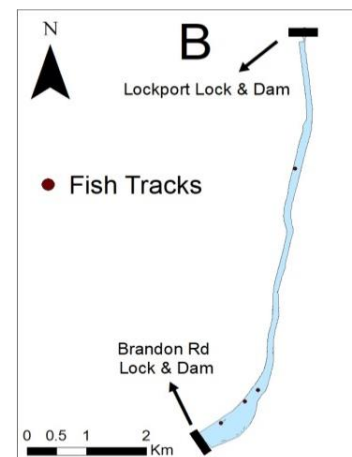 N
B
Lockport Lock & Dam
Fish Tracks
Brandon Rd
Lock & Dam
0 0.5 1 2
Km